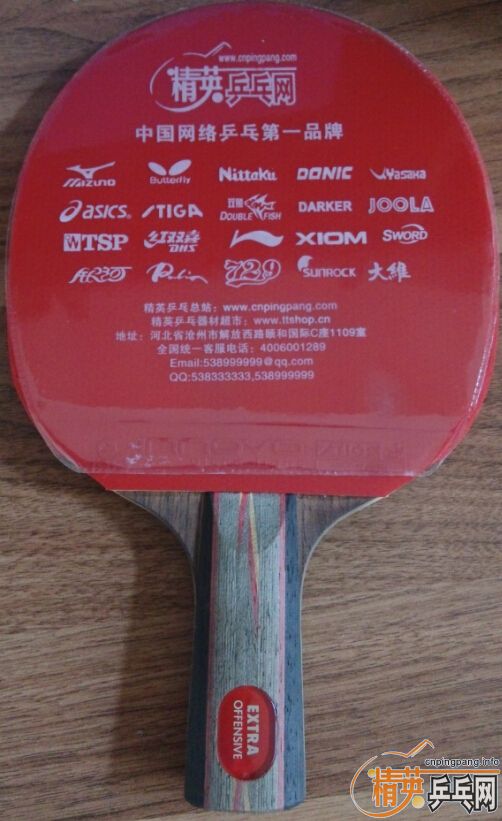 www.cnpingpang.com
精英乒乓网
中国网络乒乓第一品牌
MIZUNO Butterfly Nittaku DONIC Yasaka
asics STIGA 双鱼 DOUBLE FISH DARKER JOOLA
TSP 红双喜 DHS XIOM SWORD
729 SUNROCK 大維
精英乒乓总站：www.cnpingpang.com
精英乒乓器材超市：www.ttshop.cn
地址：河北省沧州市解放西路颐和国际C座1109室
全国统一客服电话：4006001289
Email:538999999@qq.com
QQ:538333333,538999999
EXTRA
OFFENSIVE
cnpingpang.info
精英乒乓网